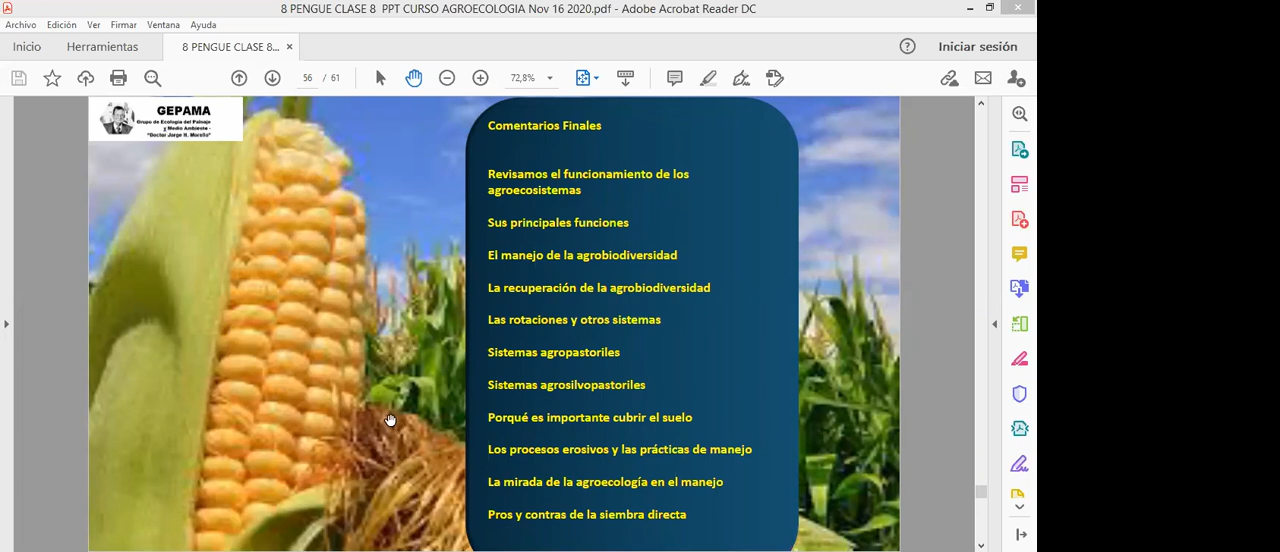 8 PENGUE CLASE 8 PPT CURSO AGROECOLOGIA Nov 16 2020.pdf - Adobe Acrobat Reader DC
Archivo Edición Ver Firmar Ventana Ayuda
Inicio Herramientas 8 PENGUE CLASE 8... × Iniciar sesión
56 / 61 72,8%
GEPAMA
Grupo de Ecología del Paisaje
y Medio Ambiente -
"Doctor Jorge H. Morello"
Comentarios Finales
Revisamos el funcionamiento de los
agroecosistemas
Sus principales funciones
El manejo de la agrobiodiversidad
La recuperación de la agrobiodiversidad
Las rotaciones y otros sistemas
Sistemas agropastoriles
Sistemas agrosilvopastoriles
Porqué es importante cubrir el suelo
Los procesos erosivos y las prácticas de manejo
La mirada de la agroecología en el manejo
Pros y contras de la siembra directa